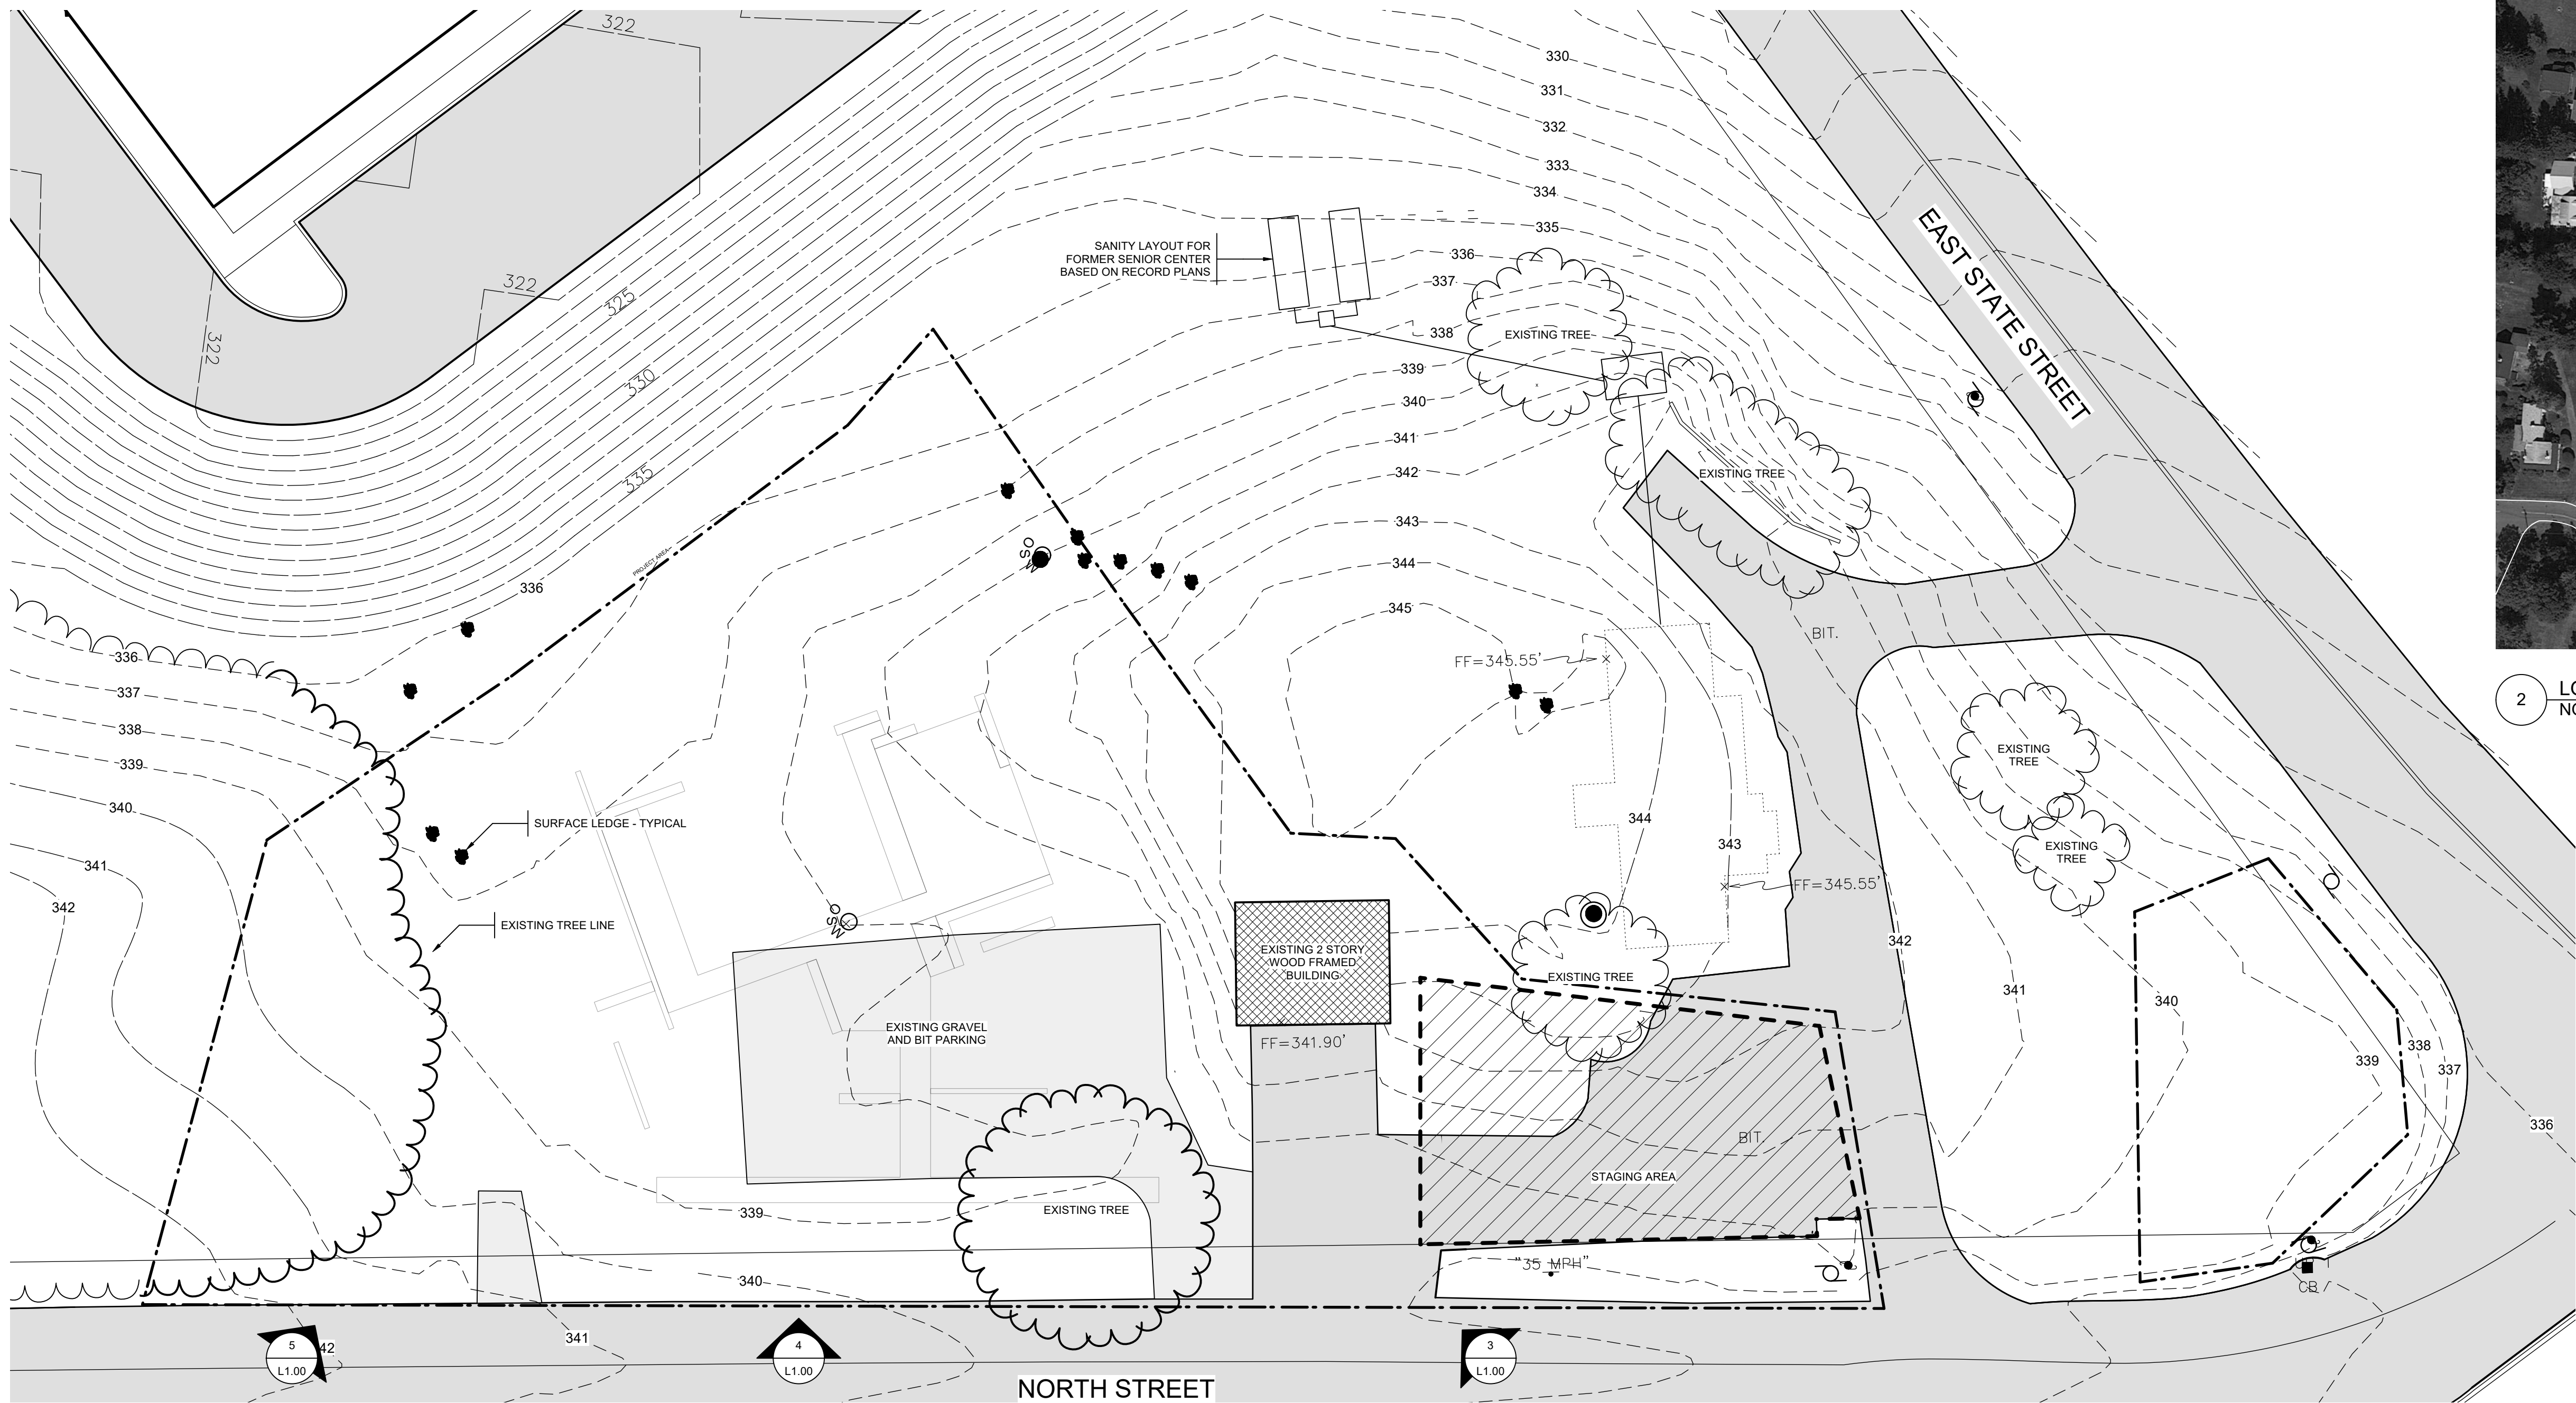 322
330
331
332
333
334
335
336
337
338
339
340
341
342
343
344
345
SANITY LAYOUT FOR
FORMER SENIOR CENTER
BASED ON RECORD PLANS
EXISTING TREE
EXISTING TREE
EAST STATE STREET
322
322
325
330
335
PROJECT AREA
336
OSW
336
337
338
339
340
341
342
SURFACE LEDGE - TYPICAL
EXISTING TREE LINE
OSW
FF=345.55'
BIT.
344
343
FF=345.55'
EXISTING
TREE
EXISTING
TREE
2
EXISTING 2 STORY
WOOD FRAMED
BUILDING
EXISTING TREE
342
341
340
339
338
337
336
EXISTING GRAVEL
AND BIT PARKING
FF=341.90'
BIT
STAGING AREA
EXISTING TREE
339
340
"35 MPH"
CB
341
42
5
L1.00
4
L1.00
3
L1.00
NORTH STREET